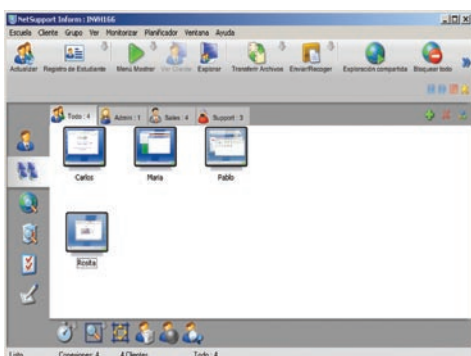 NetSupport Inform : INWH166
Escuela Cliente Grupo Ver Monitorizar Planificador Ventana Ayuda
Actualizar Registro de Estudiante Menú Mostrar Ver Cliente Explorar Transferir Archivos Enviar/Recoger Exploración compartida Bloquear todo
Todo : 4 Admin : 1 Sales : 4 Support : 3
Carlos Maria Pablo
Rosita
Listo Conexiones: 4 4 Clientes Todo : 4